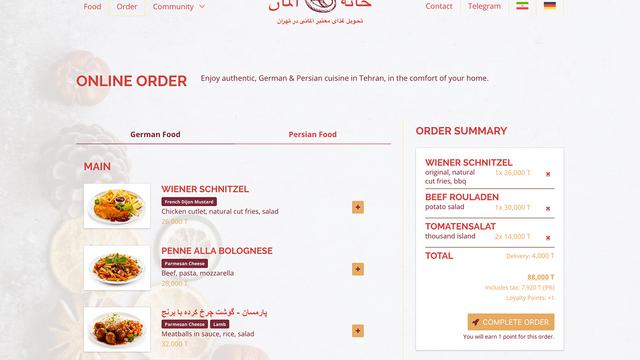 Food
Order
Community
خانه آلمان
تحویل غذای معتبر آلمانی در تهران
Contact
Telegram
ONLINE ORDER
Enjoy authentic, German & Persian cuisine in Tehran, in the comfort of your home.
German Food
Persian Food
MAIN
WIENER SCHNITZEL
French Dijon Mustard
Chicken cutlet, natural cut fries, salad
26,000 T
PENNE ALLA BOLOGNESE
Parmesan Cheese
Beef, pasta, mozzarella
28,000 T
پارمسان - گوشت چرخ کرده با برنج
Parmesan Cheese Lamb
Meatballs in sauce, rice, salad
32,000 T
ORDER SUMMARY
WIENER SCHNITZEL
original, natural 1x 26,000 T
cut fries, bbq
BEEF ROULADEN
potato salad 1x 30,000 T
TOMATENSALAT
thousand island 2x 14,000 T
TOTAL Delivery: 4,000 T
88,000 T
Includes tax: 7,920 T (9%)
Loyalty Points: +1
COMPLETE ORDER
You will earn 1 point for this order.